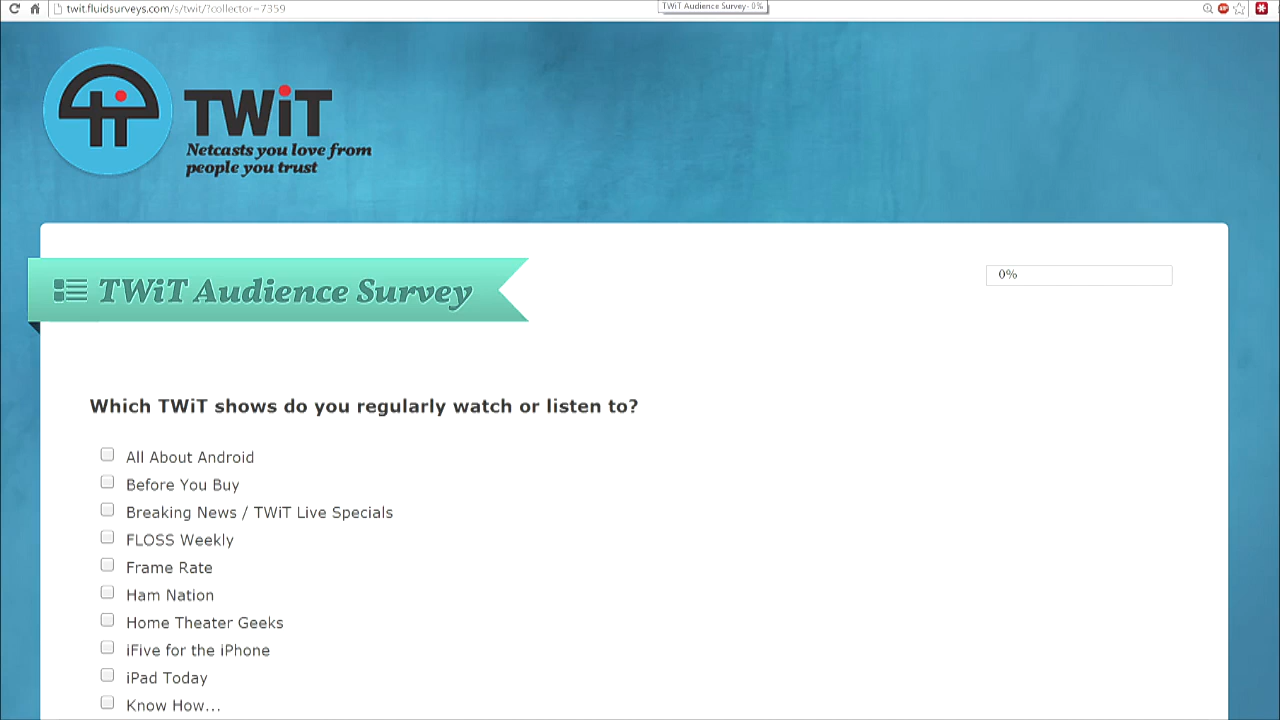 twit.fluidsurveys.com/s/twit/?collector=7359
TWiT Audience Survey- 0%
TWiT
Netcasts you love from
people you trust
TWiT Audience Survey
0%
Which TWiT shows do you regularly watch or listen to?
All About Android
Before You Buy
Breaking News / TWiT Live Specials
FLOSS Weekly
Frame Rate
Ham Nation
Home Theater Geeks
iFive for the iPhone
iPad Today
Know How...